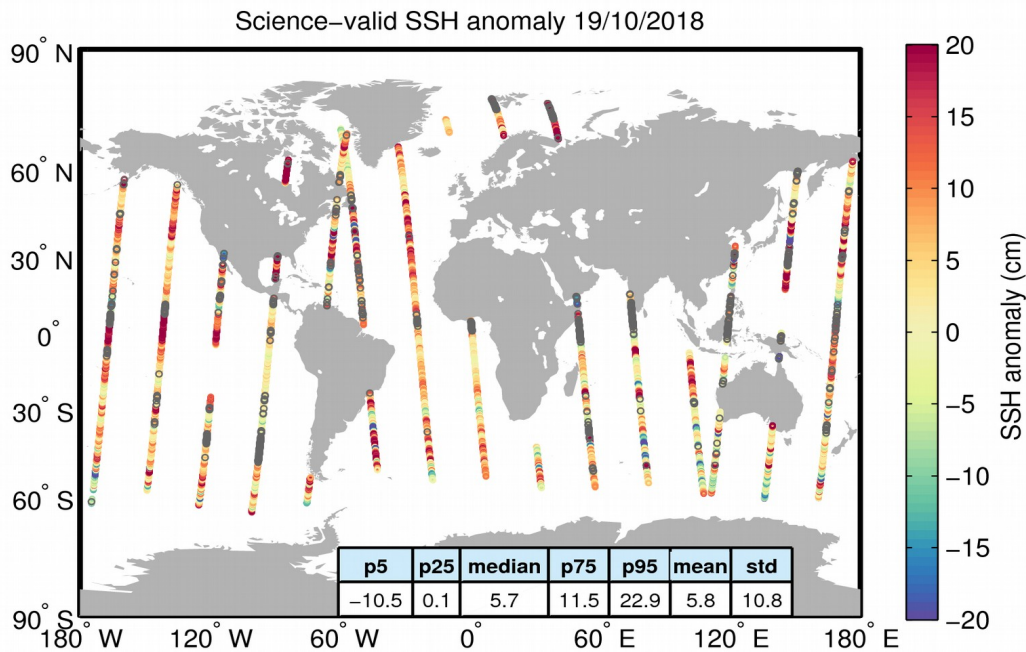 Science−valid SSH anomaly 19/10/2018
90° N
60° N
30° N
0°
30° S
60° S
90° S
180° W
120° W
60° W
0°
60° E
120° E
180° E
p5 p25 median p75 p95 mean std
−10.5 0.1 5.7 11.5 22.9 5.8 10.8
20
15
10
5
0
−5
−10
−15
−20
SSH anomaly (cm)